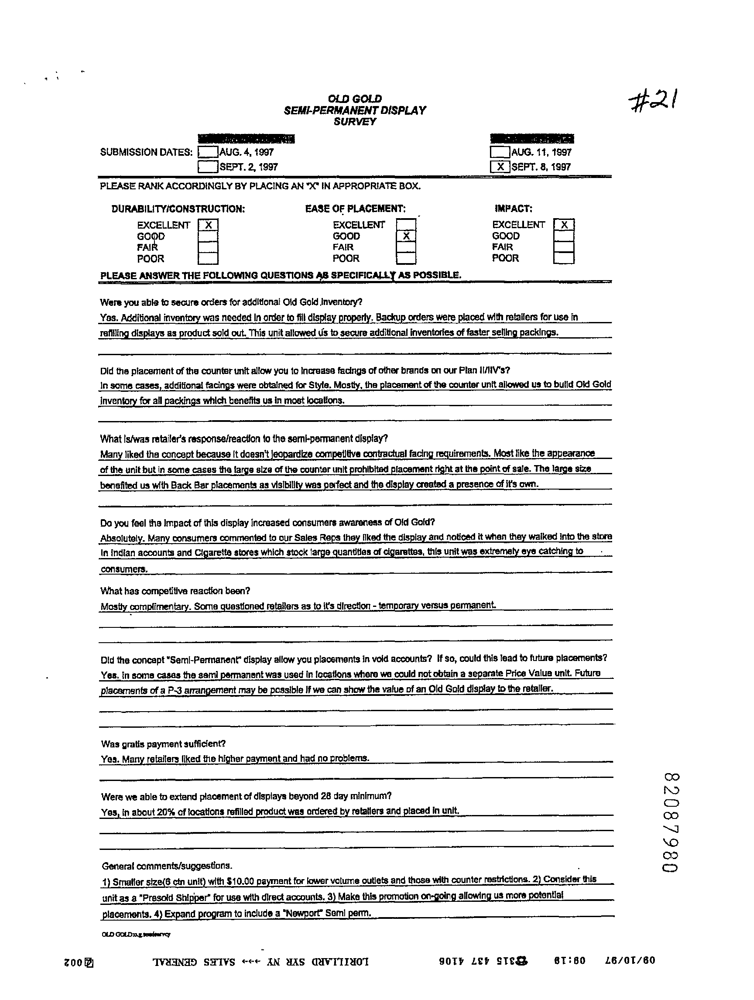 #21
OLD GOLD
SEMI-PERMANENT DISPLAY
SURVEY
SUBMISSION DATES: AUG. 4, 1997 AUG. 11, 1997
SEPT. 2, 1997 X SEPT. 8, 1997
PLEASE RANK ACCORDINGLY BY PLACING AN "X" IN APPROPRIATE BOX.
DURABILITY/CONSTRUCTION: EASE OF PLACEMENT: IMPACT:
EXCELLENT X EXCELLENT EXCELLENT X
GOOD GOOD X GOOD
FAIR FAIR FAIR
POOR POOR POOR
PLEASE ANSWER THE FOLLOWING QUESTIONS AS SPECIFICALLY AS POSSIBLE.
Were you able to secure orders for additional Old Gold Inventory?
Yes. Additional inventory was needed in order to fill display properly. Backup orders were placed with retailers for use in
refilling displays as product sold out. This unit allowed us to secure additional inventories of faster selling packings.
Did the placement of the counter unit allow you to increase facings of other brands on our Plan II/IIV's?
In some cases, additional facings were obtained for Style. Mostly, the placement of the counter unit allowed us to build Old Gold
inventory for all packings which benefits us in most locations.
What is/was retailer's response/reaction to the semi-permanent display?
Many liked the concept because it doesn't jeopardize competitive contractual facing requirements. Most like the appearance
of the unit but in some cases the large size of the counter unit prohibited placement right at the point of sale. The large size
benefited us with Back Bar placements as visibility was perfect and the display created a presence of it's own.
Do you feel the impact of this display increased consumers awareness of Old Gold?
Absolutely. Many consumers commented to our Sales Reps they liked the display and noticed it when they walked into the store
In Indian accounts and Cigarette stores which stock large quantities of cigarettes, this unit was extremely eye catching to
consumers.
What has competitive reaction been?
Mostly complimentary. Some questioned retailers as to it's direction - temporary versus permanent.
Did the concept "Semi-Permanent" display allow you placements in void accounts? If so, could this lead to future placements?
Yes. In some cases the semi permanent was used in locations where we could not obtain a separate Price Value unit. Future
placements of a P-3 arrangement may be possible if we can show the value of an Old Gold display to the retailer.
Was gratis payment sufficient?
Yes. Many retailers liked the higher payment and had no problems.
Were we able to extend placement of displays beyond 28 day minimum?
Yes, in about 20% of locations refilled product was ordered by retailers and placed in unit.
General comments/suggestions.
1) Smaller size(6 ctn unit) with $10.00 payment for lower volume outlets and those with counter restrictions. 2) Consider this
unit as a "Presold Shipper" for use with direct accounts. 3) Make this promotion on-going allowing us more potential
placements. 4) Expand program to include a "Newport" Semi perm.
82087980
09/10/97 09:19 ☎315 437 4106 LORILLARD SYR NY →→→ SALES GENERAL 002